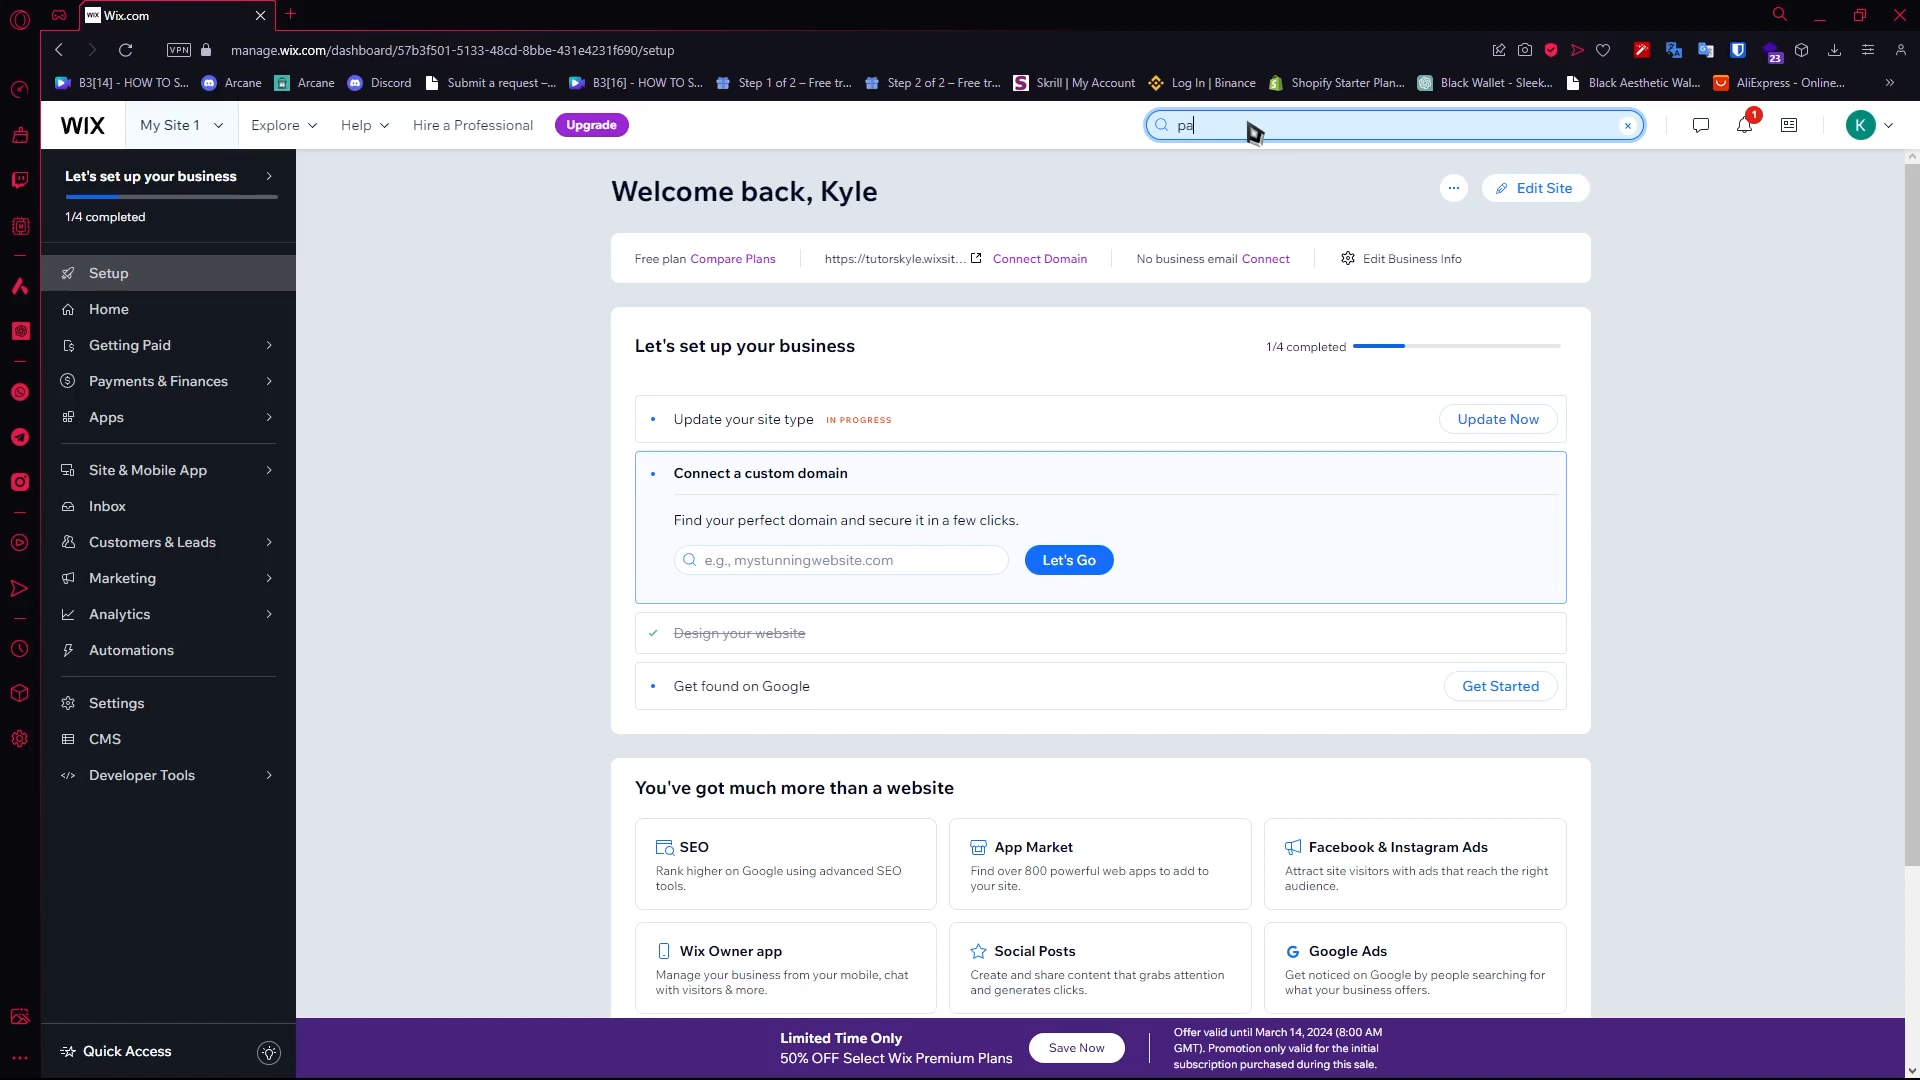 Wix.com
VPN
manage.wix.com/dashboard/57b3f501-5133-48cd-8bbe-431e4231f690/setup
23
B3[14] - HOW TO S...
Arcane
Arcane
Discord
Submit a request –...
B3[16] - HOW TO S...
Step 1 of 2 – Free tr...
Step 2 of 2 – Free tr...
Skrill | My Account
Log In | Binance
Shopify Starter Plan...
Black Wallet - Sleek...
Black Aesthetic Wal...
AliExpress - Online...
WIX
My Site 1
Explore
Help
Hire a Professional
Upgrade
pa
1
K
Let's set up your business
1/4 completed
Setup
Home
Getting Paid
Payments & Finances
Apps
Site & Mobile App
Inbox
Customers & Leads
Marketing
Analytics
Automations
Settings
CMS
Developer Tools
Quick Access
Welcome back, Kyle
Edit Site
Free plan Compare Plans
https://tutorskyle.wixsit... Connect Domain
No business email Connect
Edit Business Info
Let's set up your business
1/4 completed
Update your site type IN PROGRESS
Update Now
Connect a custom domain
Find your perfect domain and secure it in a few clicks.
e.g., mystunningwebsite.com
Let's Go
Design your website
Get found on Google
Get Started
You've got much more than a website
SEO
Rank higher on Google using advanced SEO
tools.
App Market
Find over 800 powerful web apps to add to
your site.
Facebook & Instagram Ads
Attract site visitors with ads that reach the right
audience.
Wix Owner app
Manage your business from your mobile, chat
with visitors & more.
Social Posts
Create and share content that grabs attention
and generates clicks.
Google Ads
Get noticed on Google by people searching for
what your business offers.
Limited Time Only
50% OFF Select Wix Premium Plans
Save Now
Offer valid until March 14, 2024 (8:00 AM
GMT). Promotion only valid for the initial
subscription purchased during this sale.